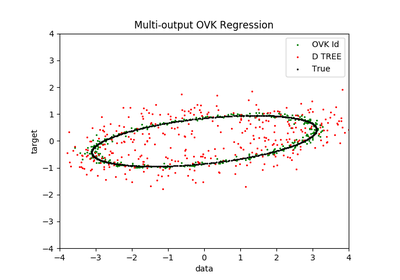 Multi-output OVK Regression
OVK Id
D TREE
True
4
3
2
1
0
−1
−2
−3
−4
target
−4 −3 −2 −1 0 1 2 3 4
data